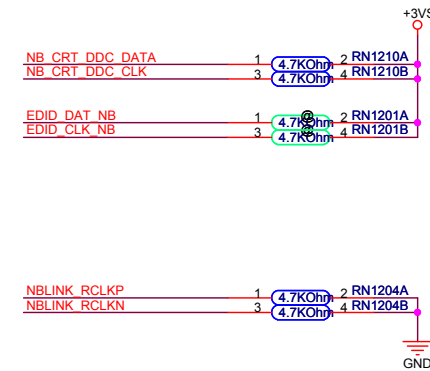 +3VS
NB_CRT_DDC_DATA 1 4.7KOhm 2 RN1210A
NB_CRT_DDC_CLK 3 4.7KOhm 4 RN1210B
EDID_DAT_NB 1 4.7KOhm @ 2 RN1201A
EDID_CLK_NB 3 4.7KOhm @ 4 RN1201B
NBLINK_RCLKP 1 4.7KOhm 2 RN1204A
NBLINK_RCLKN 3 4.7KOhm 4 RN1204B
GND